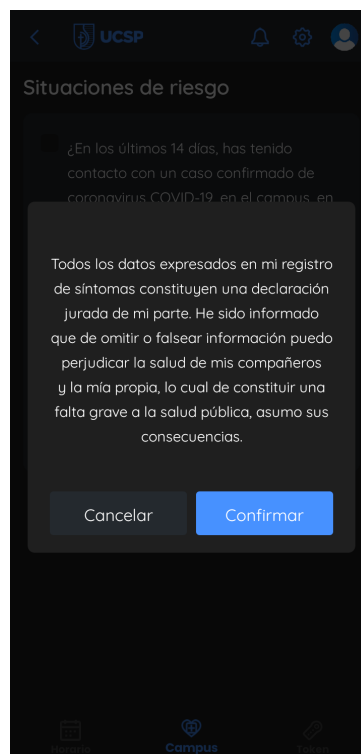 UCSP
Situaciones de riesgo
¿En los últimos 14 días, has tenido
contacto con un caso confirmado de
coronavirus COVID-19, en el campus, en
Todos los datos expresados en mi registro
de síntomas constituyen una declaración
jurada de mi parte. He sido informado
que de omitir o falsear información puedo
perjudicar la salud de mis compañeros
y la mía propia, lo cual de constituir una
falta grave a la salud pública, asumo sus
consecuencias.
Cancelar Confirmar
Horario Campus Token